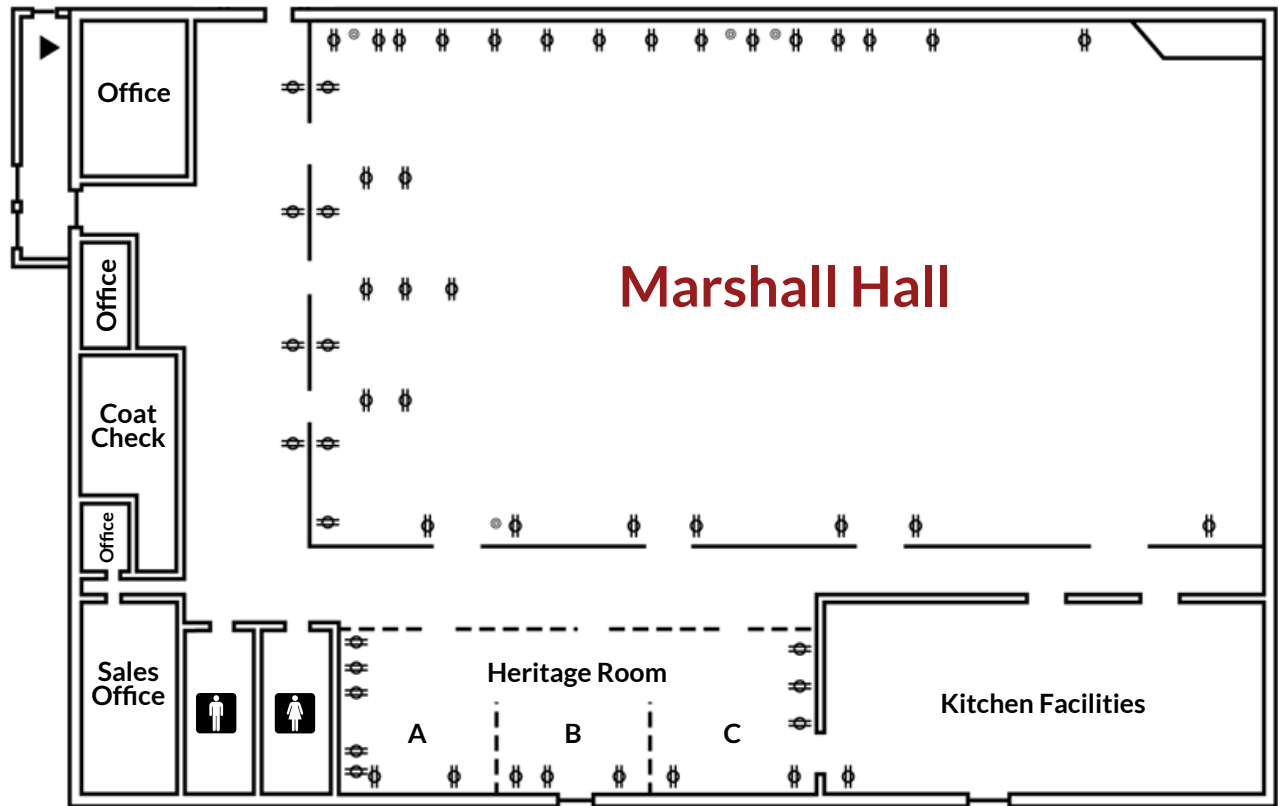 Office
Marshall Hall
Office
Coat
Check
Office
Sales
Office
Heritage Room
Kitchen Facilities
A
B
C